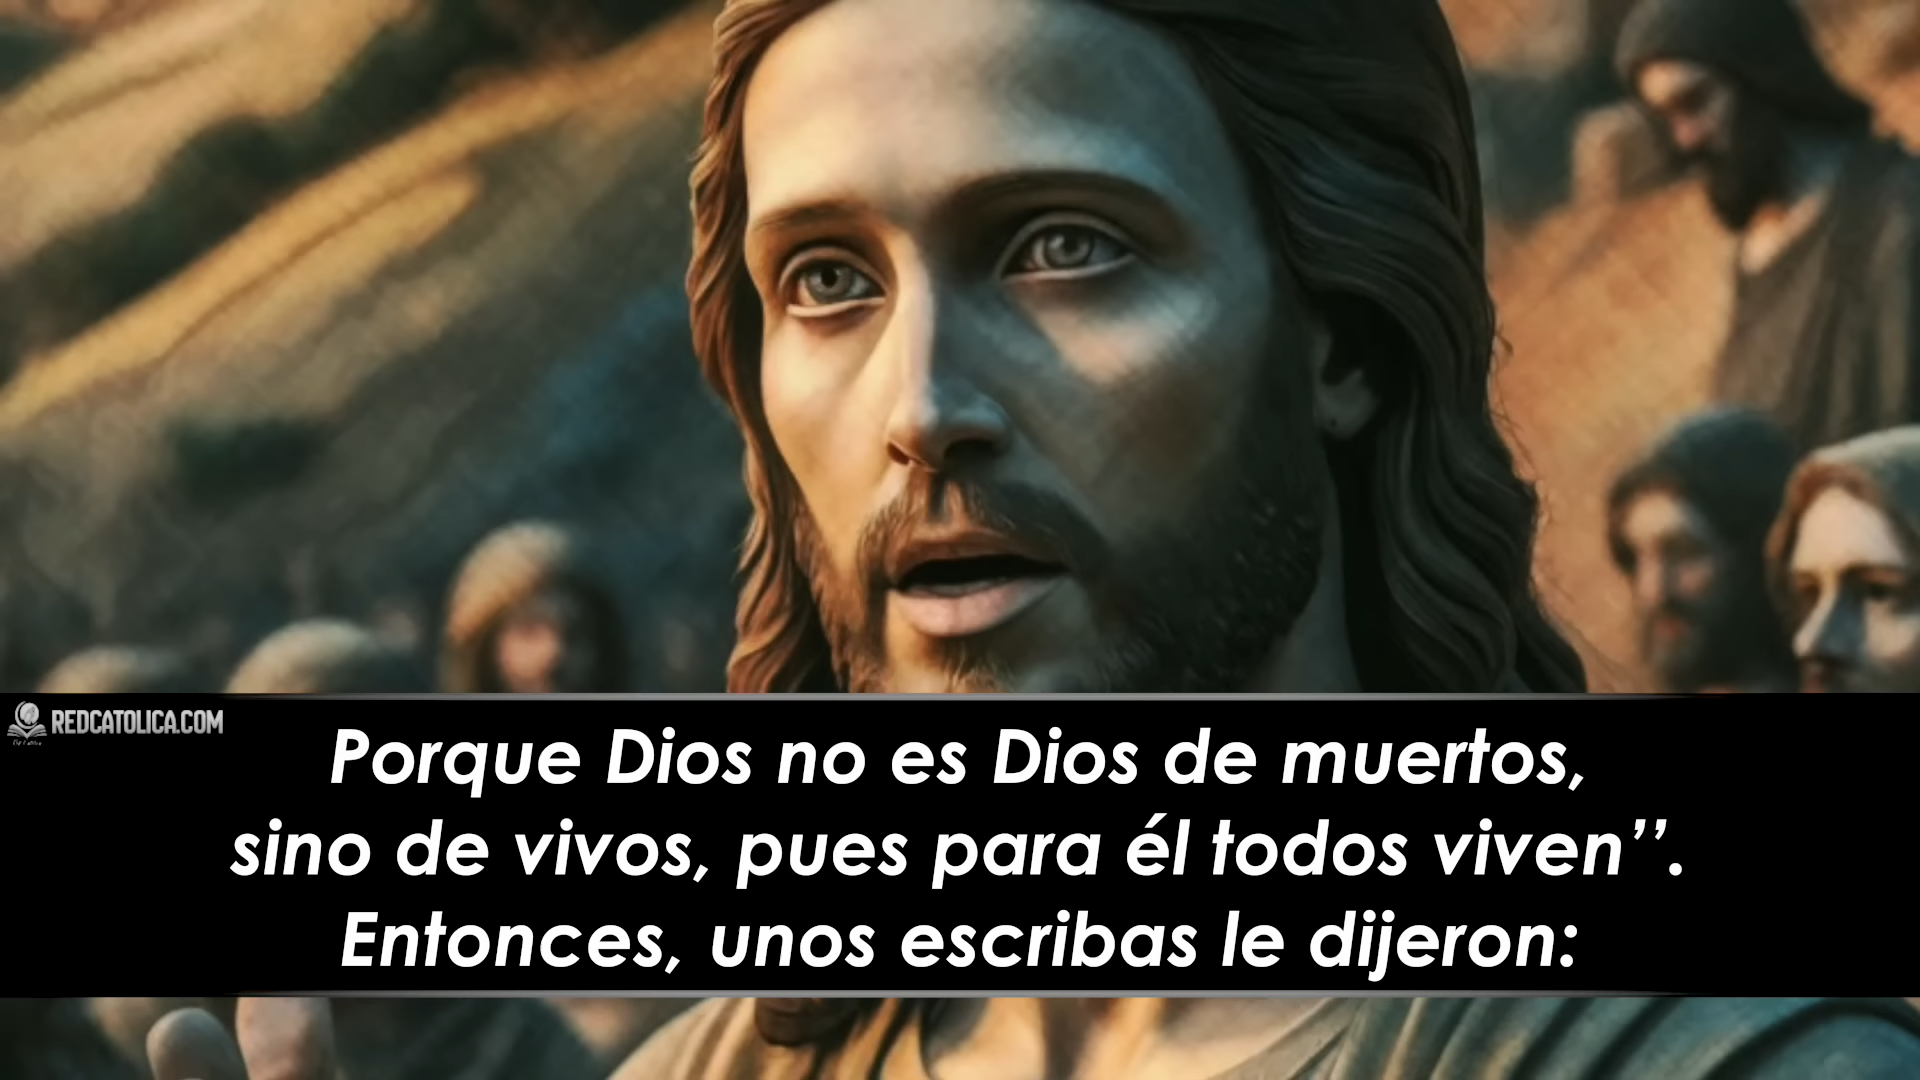 REDCATOLICA.COM
Porque Dios no es Dios de muertos,
sino de vivos, pues para él todos viven”.
Entonces, unos escribas le dijeron: